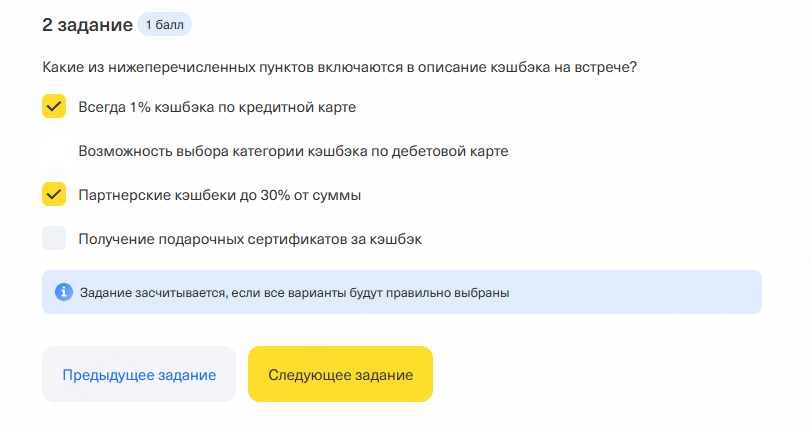 2 задание 1 балл
Какие из нижеперечисленных пунктов включаются в описание кэшбэка на встрече?
Всегда 1% кэшбэка по кредитной карте
Возможность выбора категории кэшбэка по дебетовой карте
Партнерские кэшбеки до 30% от суммы
Получение подарочных сертификатов за кэшбэк
Задание засчитывается, если все варианты будут правильно выбраны
Предыдущее задание Следующее задание